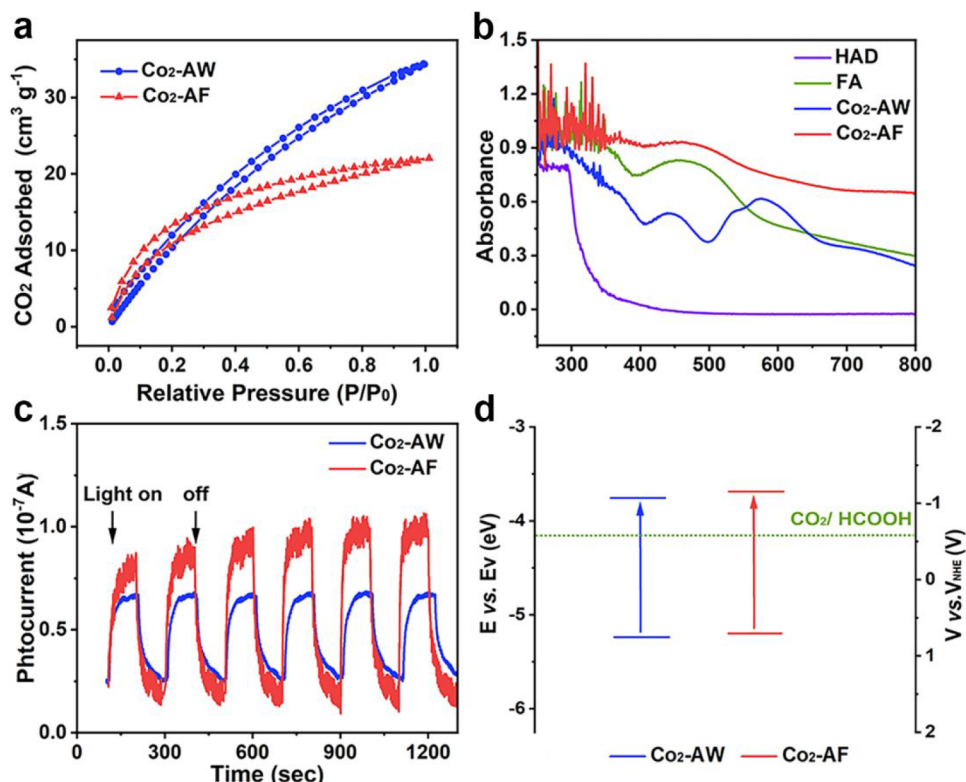 a
CO2 Adsorbed (cm3 g-1)
30
20
10
0
Co2-AW
Co2-AF
0.0 0.2 0.4 0.6 0.8 1.0
Relative Pressure (P/P0)
b
Absorbance
1.5
1.2
0.9
0.6
0.3
0.0
HAD
FA
Co2-AW
Co2-AF
300 400 500 600 700 800
c
Phtocurrent (10-7A)
1.5
1.0
0.5
0.0
Co2-AW
Co2-AF
Light on off
0 300 600 900 1200
Time (sec)
d
E vs. Ev (eV)
-3
-4
-5
-6
CO2/ HCOOH
-2
-1
0
1
2
V vs.VNHE (V)
Co2-AW Co2-AF